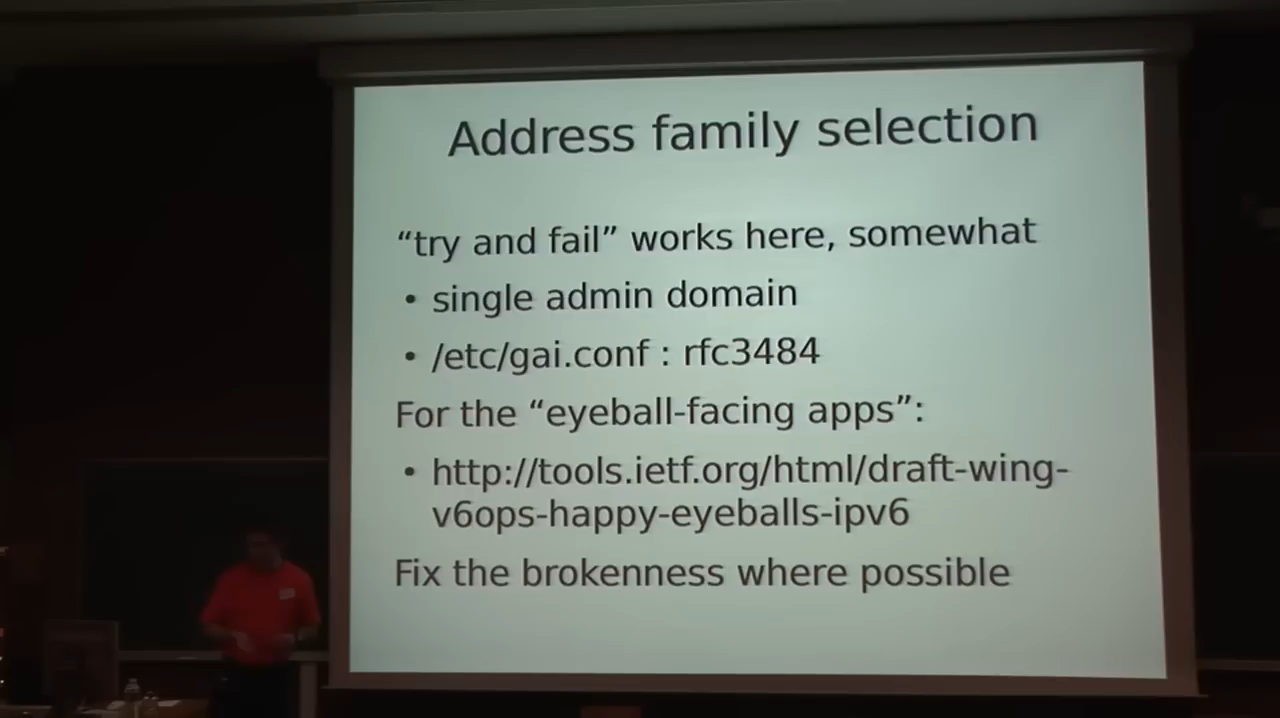 Address family selection
“try and fail” works here, somewhat
• single admin domain
• /etc/gai.conf : rfc3484
For the “eyeball-facing apps”:
• http://tools.ietf.org/html/draft-wing-
v6ops-happy-eyeballs-ipv6
Fix the brokenness where possible